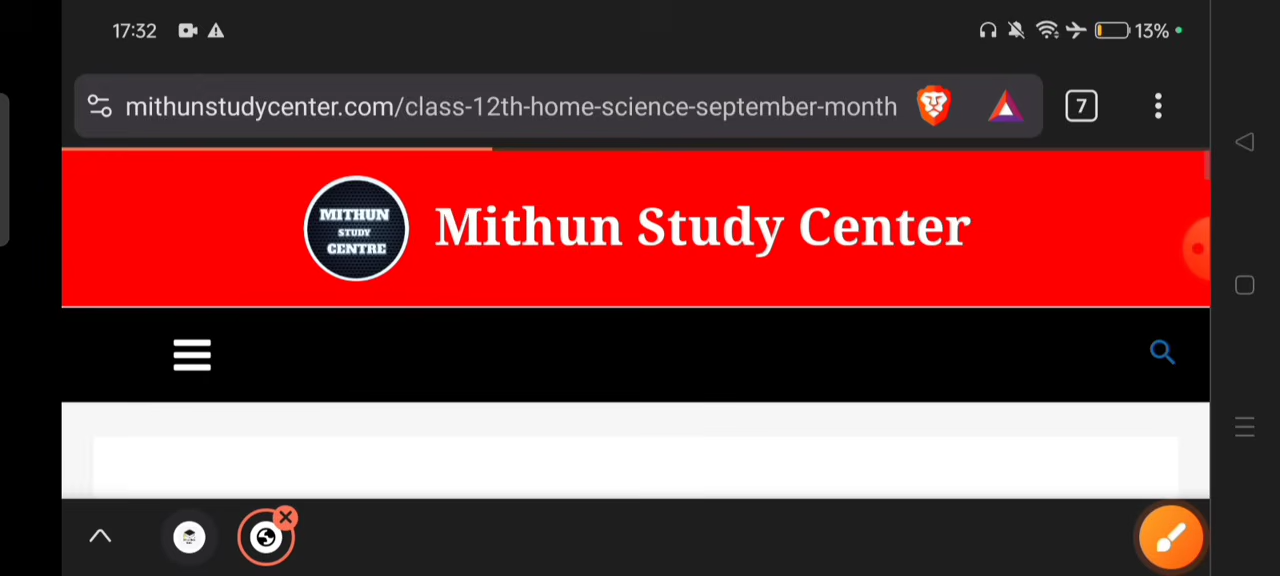 17:32
13%
mithunstudycenter.com/class-12th-home-science-september-month
7
MITHUN
STUDY
CENTRE
Mithun Study Center